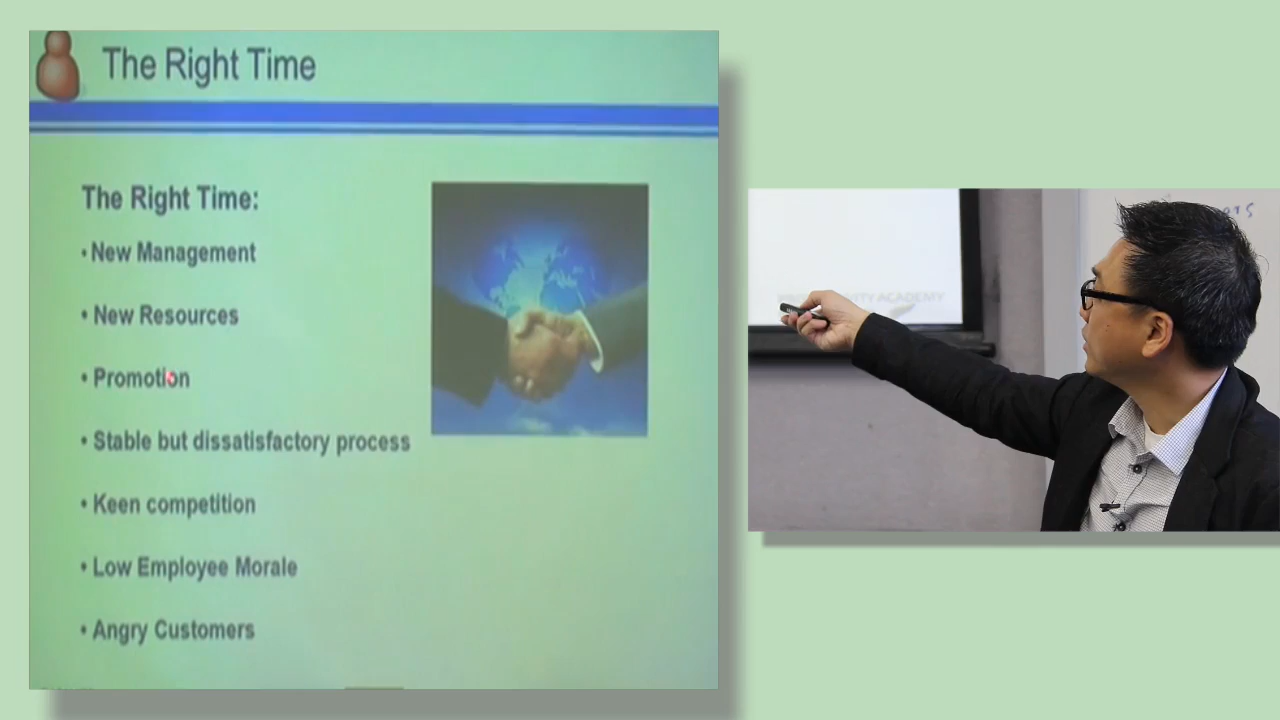 The Right Time
The Right Time:
• New Management
• New Resources
• Promotion
• Stable but dissatisfactory process
• Keen competition
• Low Employee Morale
• Angry Customers
ACADEMY